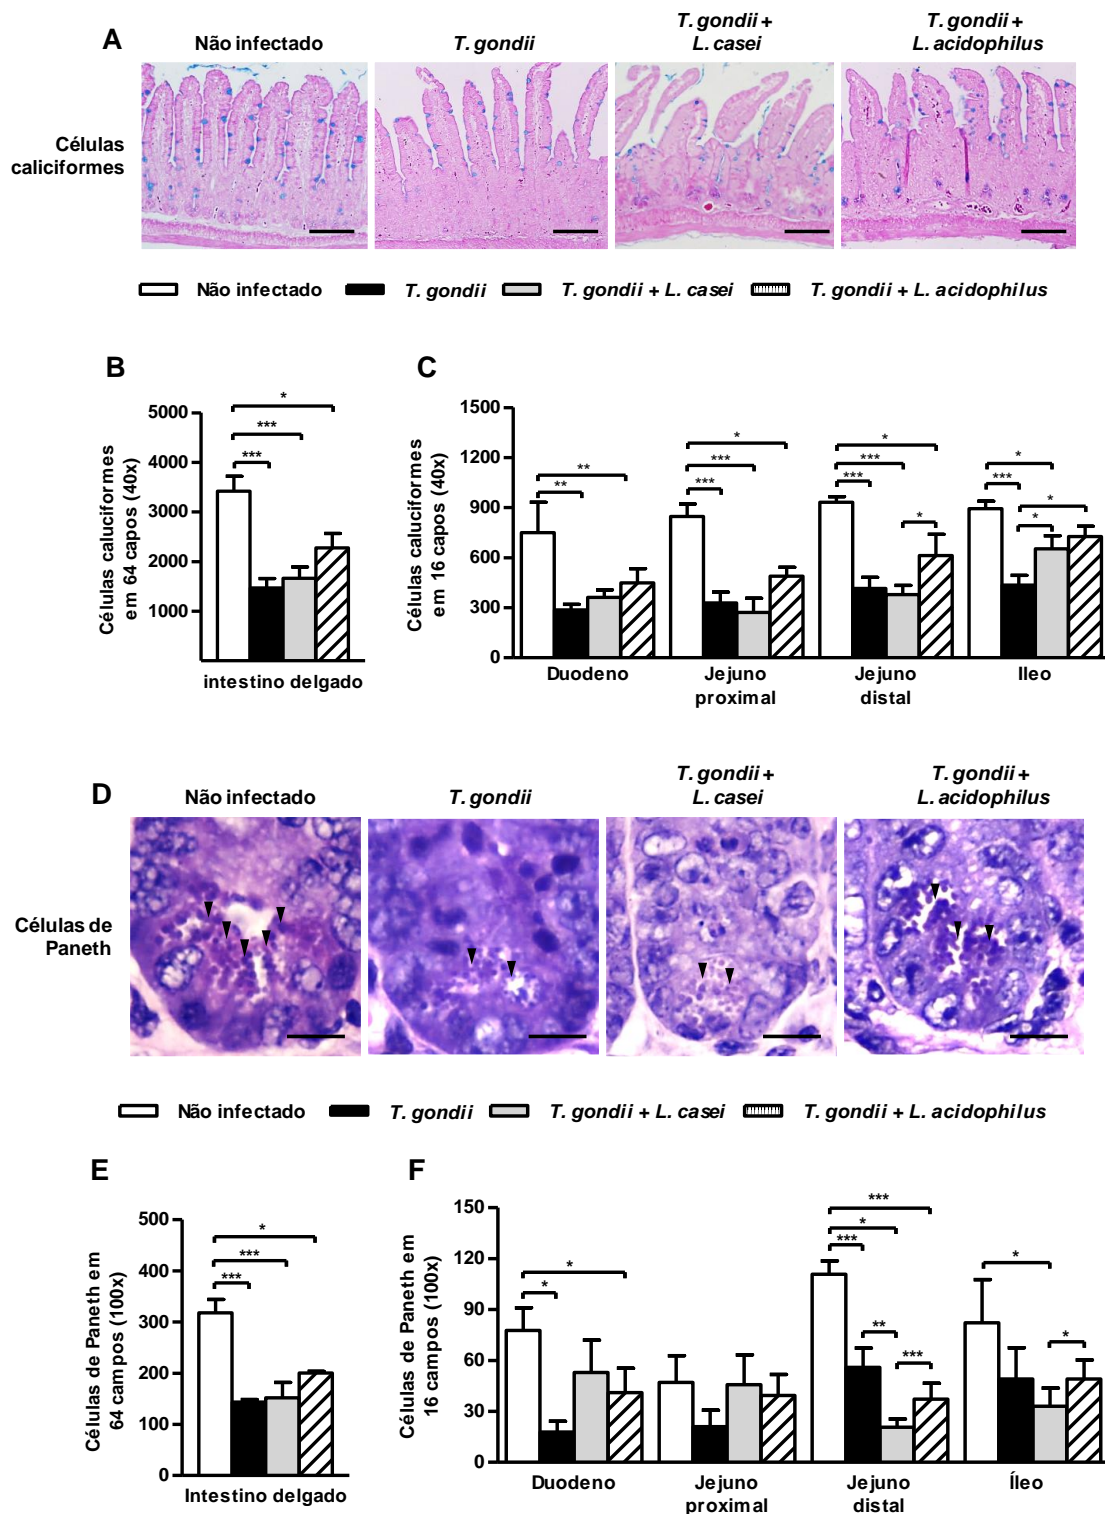 A
Não infectado
T. gondii
T. gondii +
L. casei
T. gondii +
L. acidophilus
Células
caliciformes
Não infectado
T. gondii
T. gondii + L. casei
T. gondii + L. acidophilus
B
Células caluciformes
em 64 capos (40x)
5000
4000
3000
2000
1000
*
***
***
intestino delgado
C
Células caluciformes
em 16 capos (40x)
1500
1200
900
600
300
0
**
**
*
***
***
*
***
***
*
*
***
*
*
Duodeno
Jejuno
proximal
Jejuno
distal
Íleo
D
Não infectado
T. gondii
T. gondii +
L. casei
T. gondii +
L. acidophilus
Células de
Paneth
Não infectado
T. gondii
T. gondii + L. casei
T. gondii + L. acidophilus
E
Células de Paneth em
64 campos (100x)
500
400
300
200
100
0
*
***
***
Intestino delgado
F
Células de Paneth em
16 campos (100x)
150
120
90
60
30
0
*
*
***
*
***
**
***
*
*
Duodeno
Jejuno
proximal
Jejuno
distal
Íleo